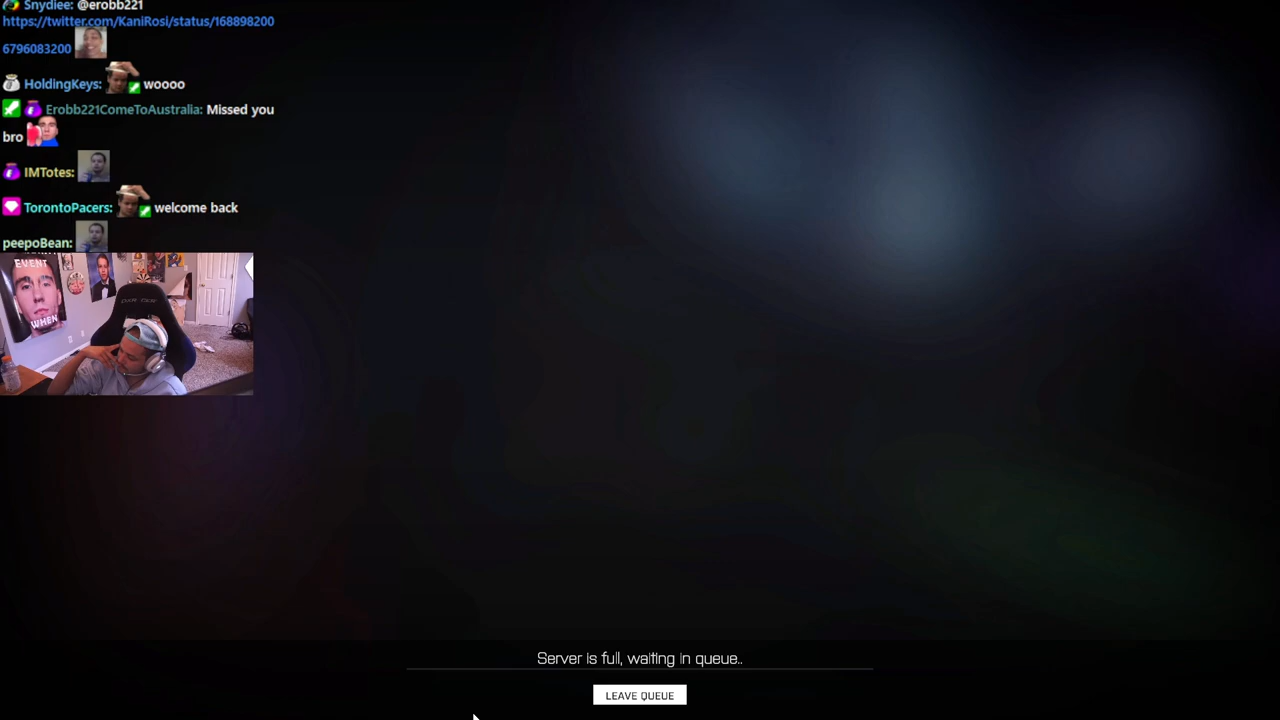 Snydiee: @erobb221
https://twitter.com/KaniRosi/status/168898200
6796083200
HoldingKeys: woooo
Erobb221ComeToAustralia: Missed you
bro
IMTotes:
TorontoPacers: welcome back
peepoBean:
EVENT
WHEN
Server is full, waiting in queue..
LEAVE QUEUE